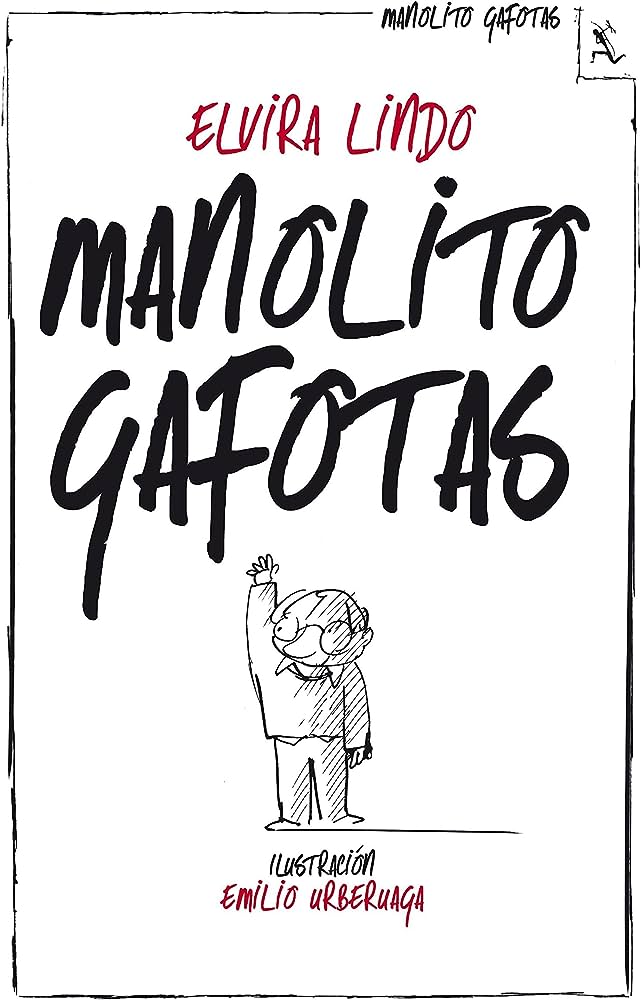 MANOLITO GAFOTAS
ELVIRA LINDO
MANOLITO
GAFOTAS
ILUSTRACIÓN
EMILIO URBERUAGA